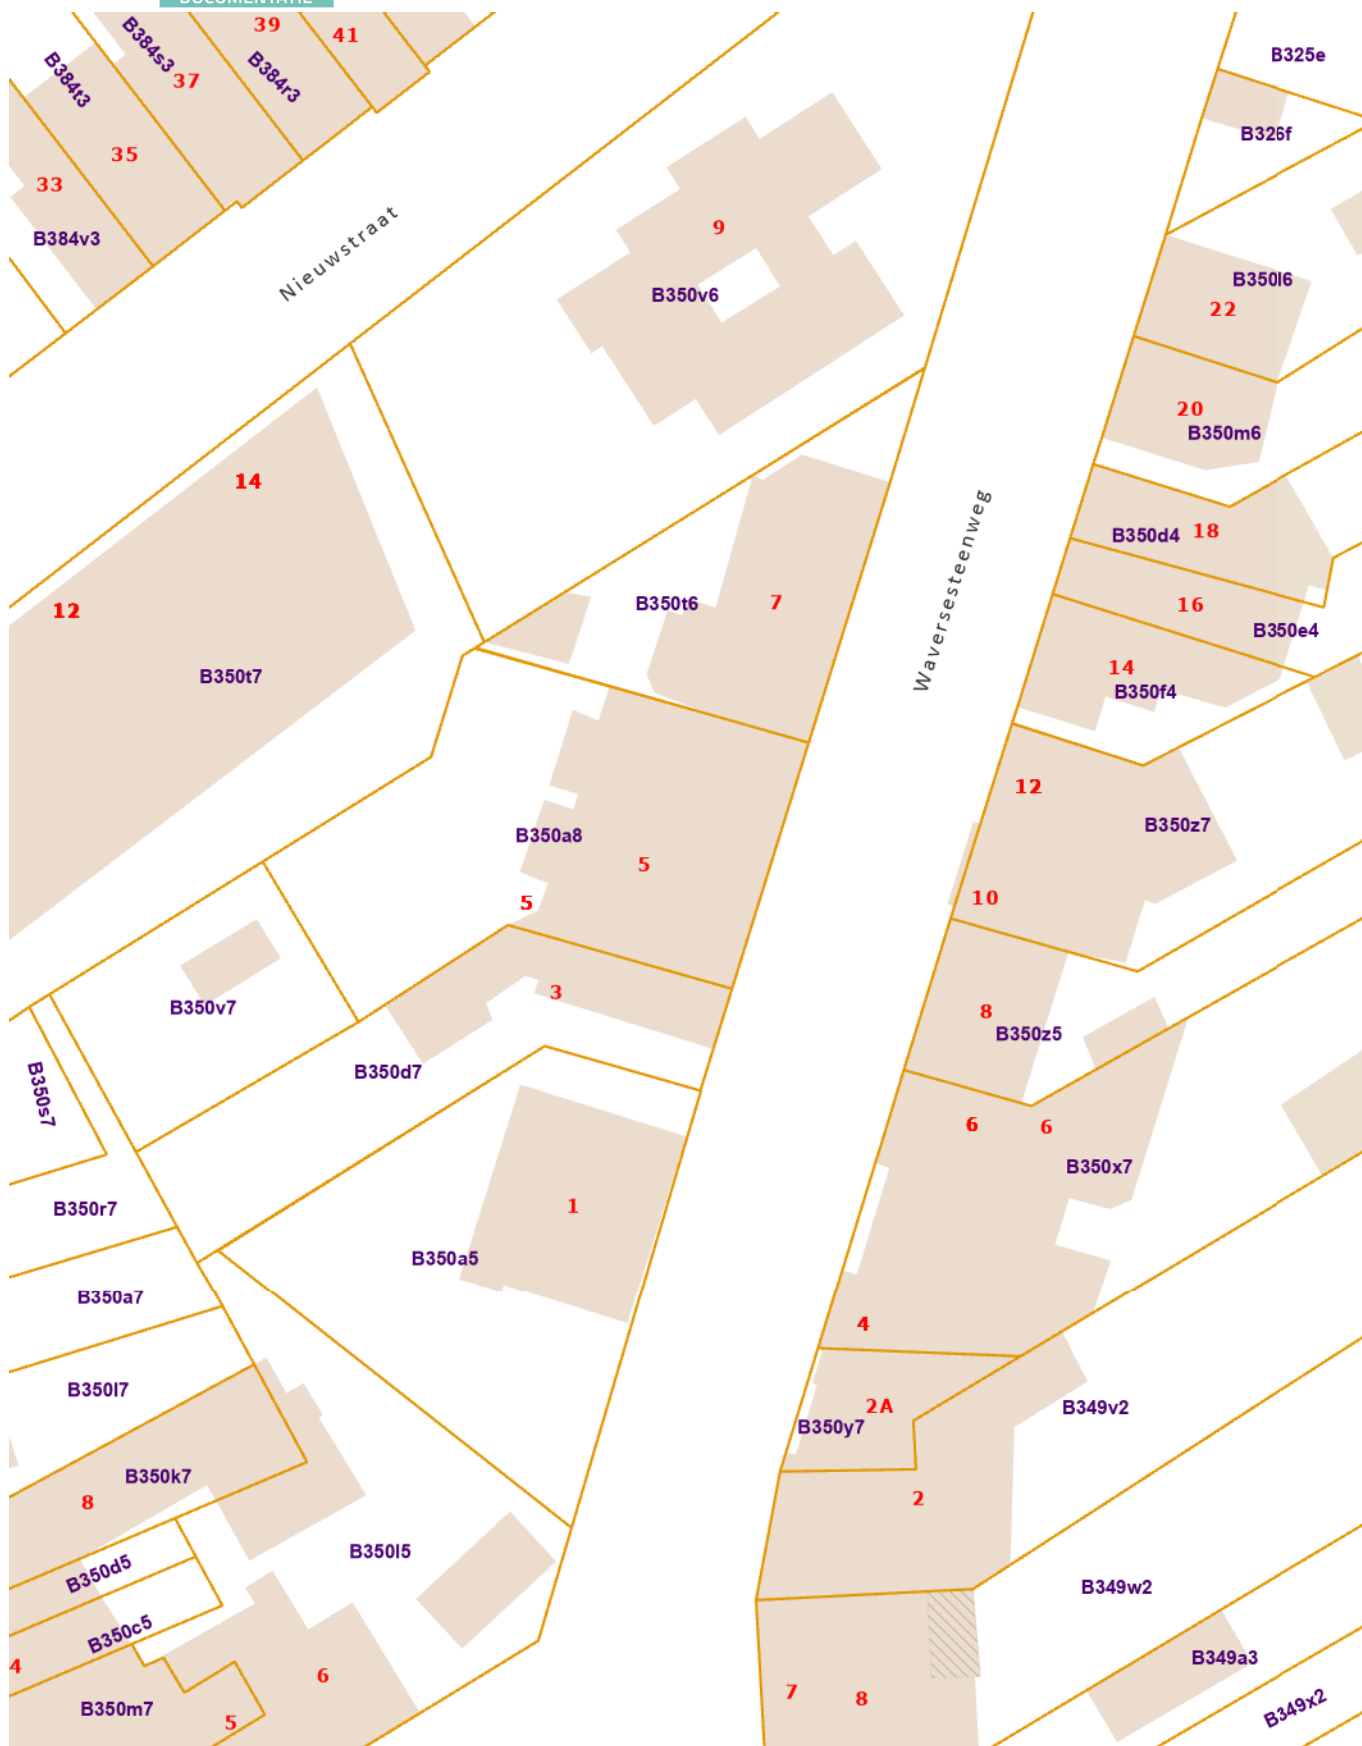 DOCUMENTATIE
39
41
B384s3
B384r3
37
B384t3
35
33
B384v3
Nieuwstraat
B325e
B326f
9
B350v6
B350l6
22
20
B350m6
14
12
B350t7
Waversesteenweg
B350d4
18
16
B350e4
14
B350f4
B350t6
7
12
B350z7
10
B350a8
5
5
3
8
B350z5
B350v7
B350d7
B350s7
6
6
B350x7
B350r7
1
B350a5
B350a7
4
B350l7
2A
B350y7
B349v2
B350k7
8
2
B350l5
B350d5
B349w2
B350c5
4
6
B349a3
7
8
B350m7
5
B349x2